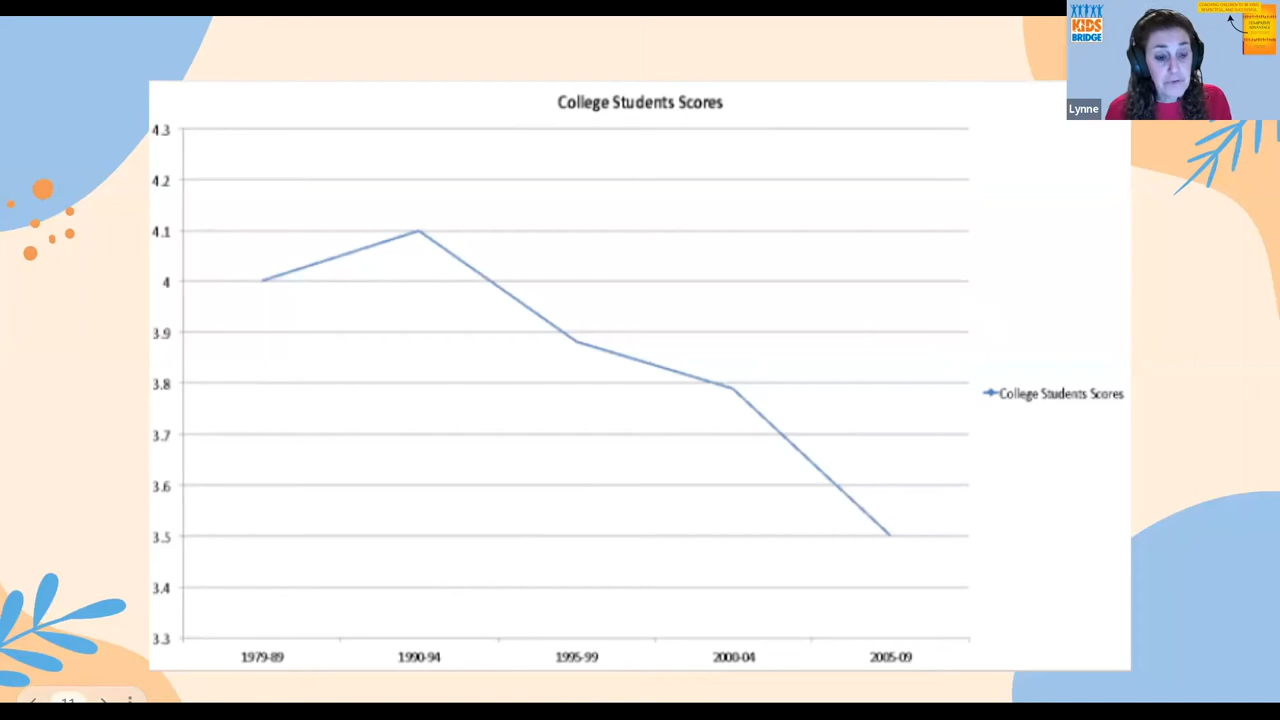 KiDS
BRIDGE
Lynne
College Students Scores
4.3
4.2
4.1
4
3.9
3.8
3.7
3.6
3.5
3.4
3.3
1979-89 1990-94 1995-99 2000-04 2005-09
College Students Scores
11